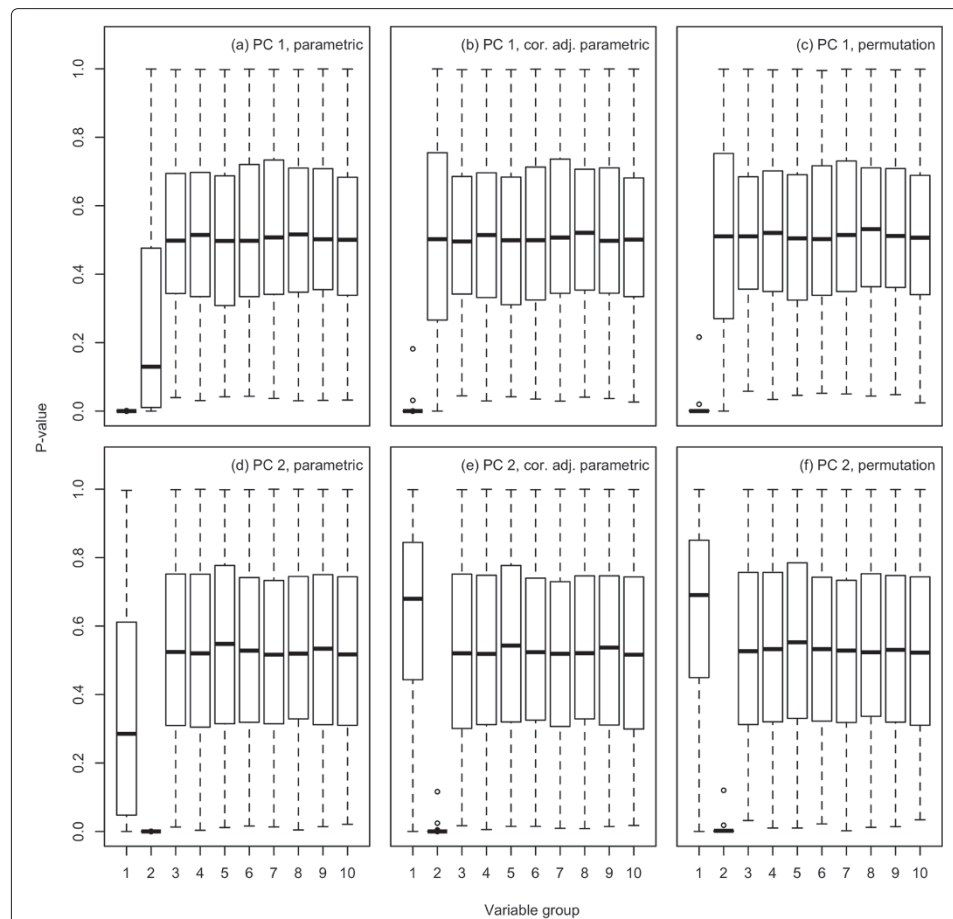 (a) PC 1, parametric
(b) PC 1, cor. adj. parametric
(c) PC 1, permutation
1.0
0.8
0.6
0.4
0.2
0.0
P-value
(d) PC 2, parametric
(e) PC 2, cor. adj. parametric
(f) PC 2, permutation
1.0
0.8
0.6
0.4
0.2
0.0
1 2 3 4 5 6 7 8 9 10
1 2 3 4 5 6 7 8 9 10
1 2 3 4 5 6 7 8 9 10
Variable group